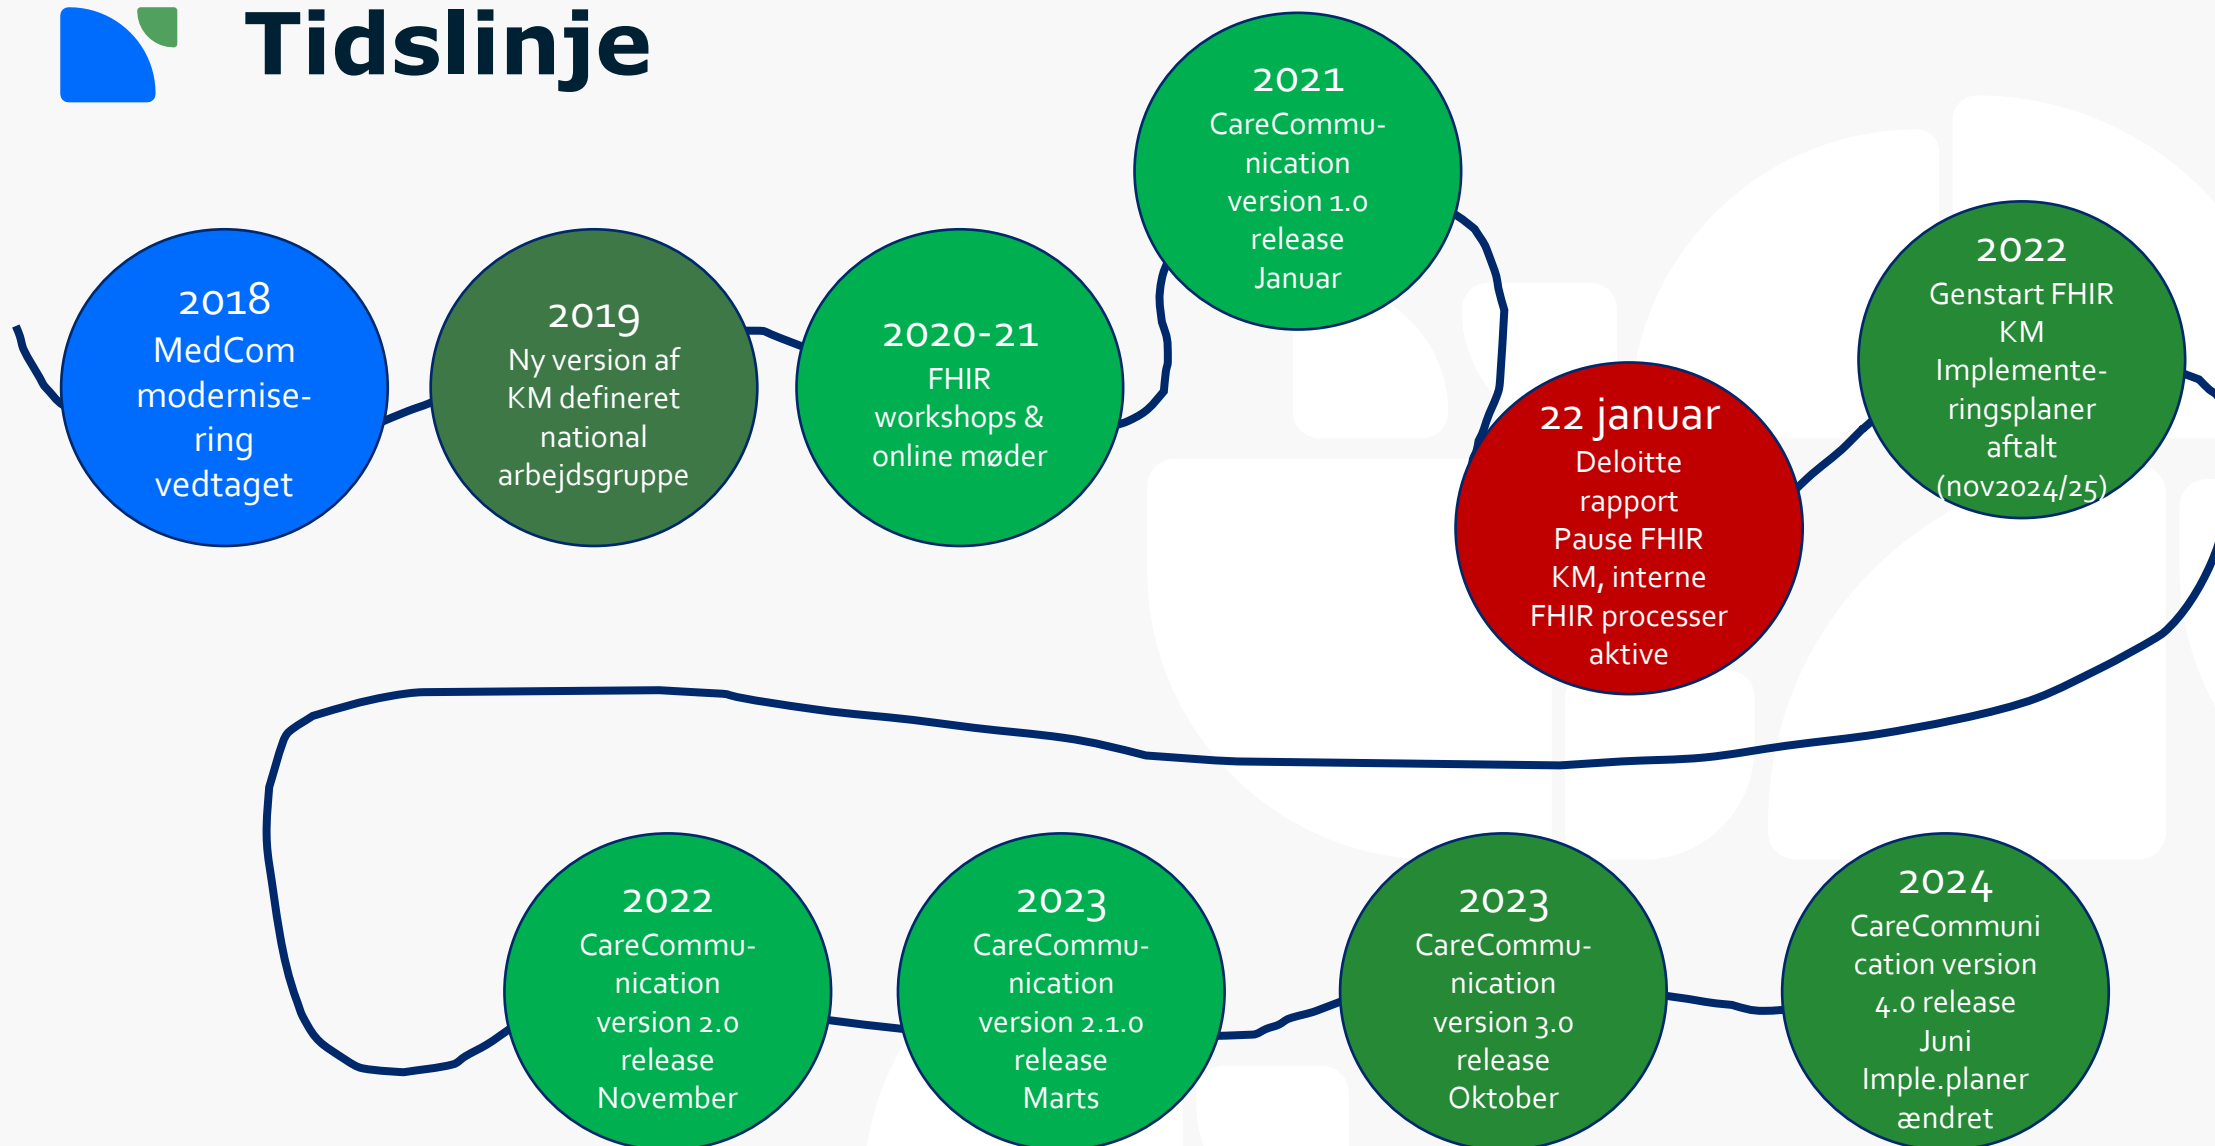 Tidslinje
2018
MedCom
modernise-
ring
vedtaget
2019
Ny version af
KM defineret
national
arbejdsgruppe
2020-21
FHIR
workshops &
online møder
2021
CareCommu-
nication
version 1.0
release
Januar
22 januar
Deloitte
rapport
Pause FHIR
KM, interne
FHIR processer
aktive
2022
Genstart FHIR
KM
Implemente-
ringsplaner
aftalt
(nov2024/25)
2022
CareCommu-
nication
version 2.0
release
November
2023
CareCommu-
nication
version 2.1.0
release
Marts
2023
CareCommu-
nication
version 3.0
release
Oktober
2024
CareCommuni
cation version
4.0 release
Juni
Imple.planer
ændret